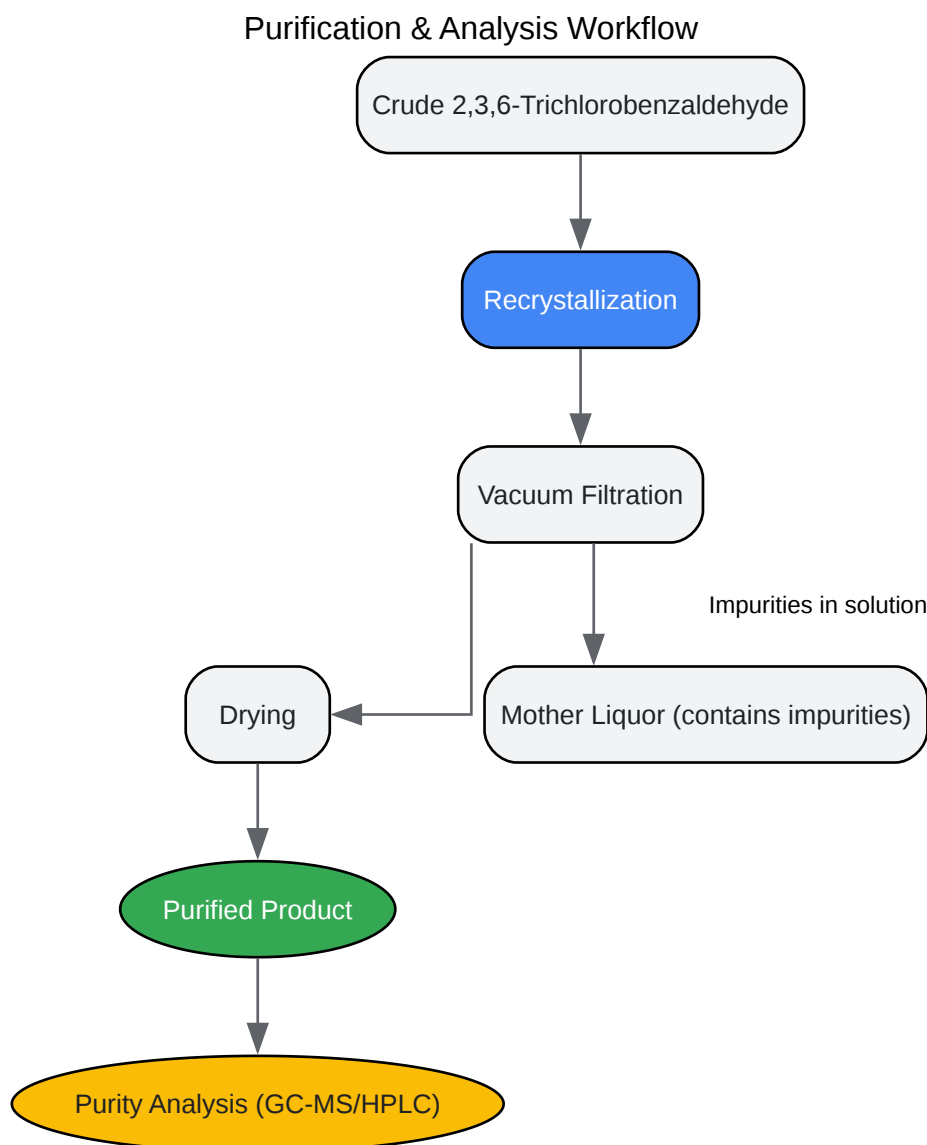 Purification & Analysis Workflow
Crude 2,3,6-Trichlorobenzaldehyde
Recrystallization
Vacuum Filtration
Impurities in solution
Drying
Mother Liquor (contains impurities)
Purified Product
Purity Analysis (GC-MS/HPLC)